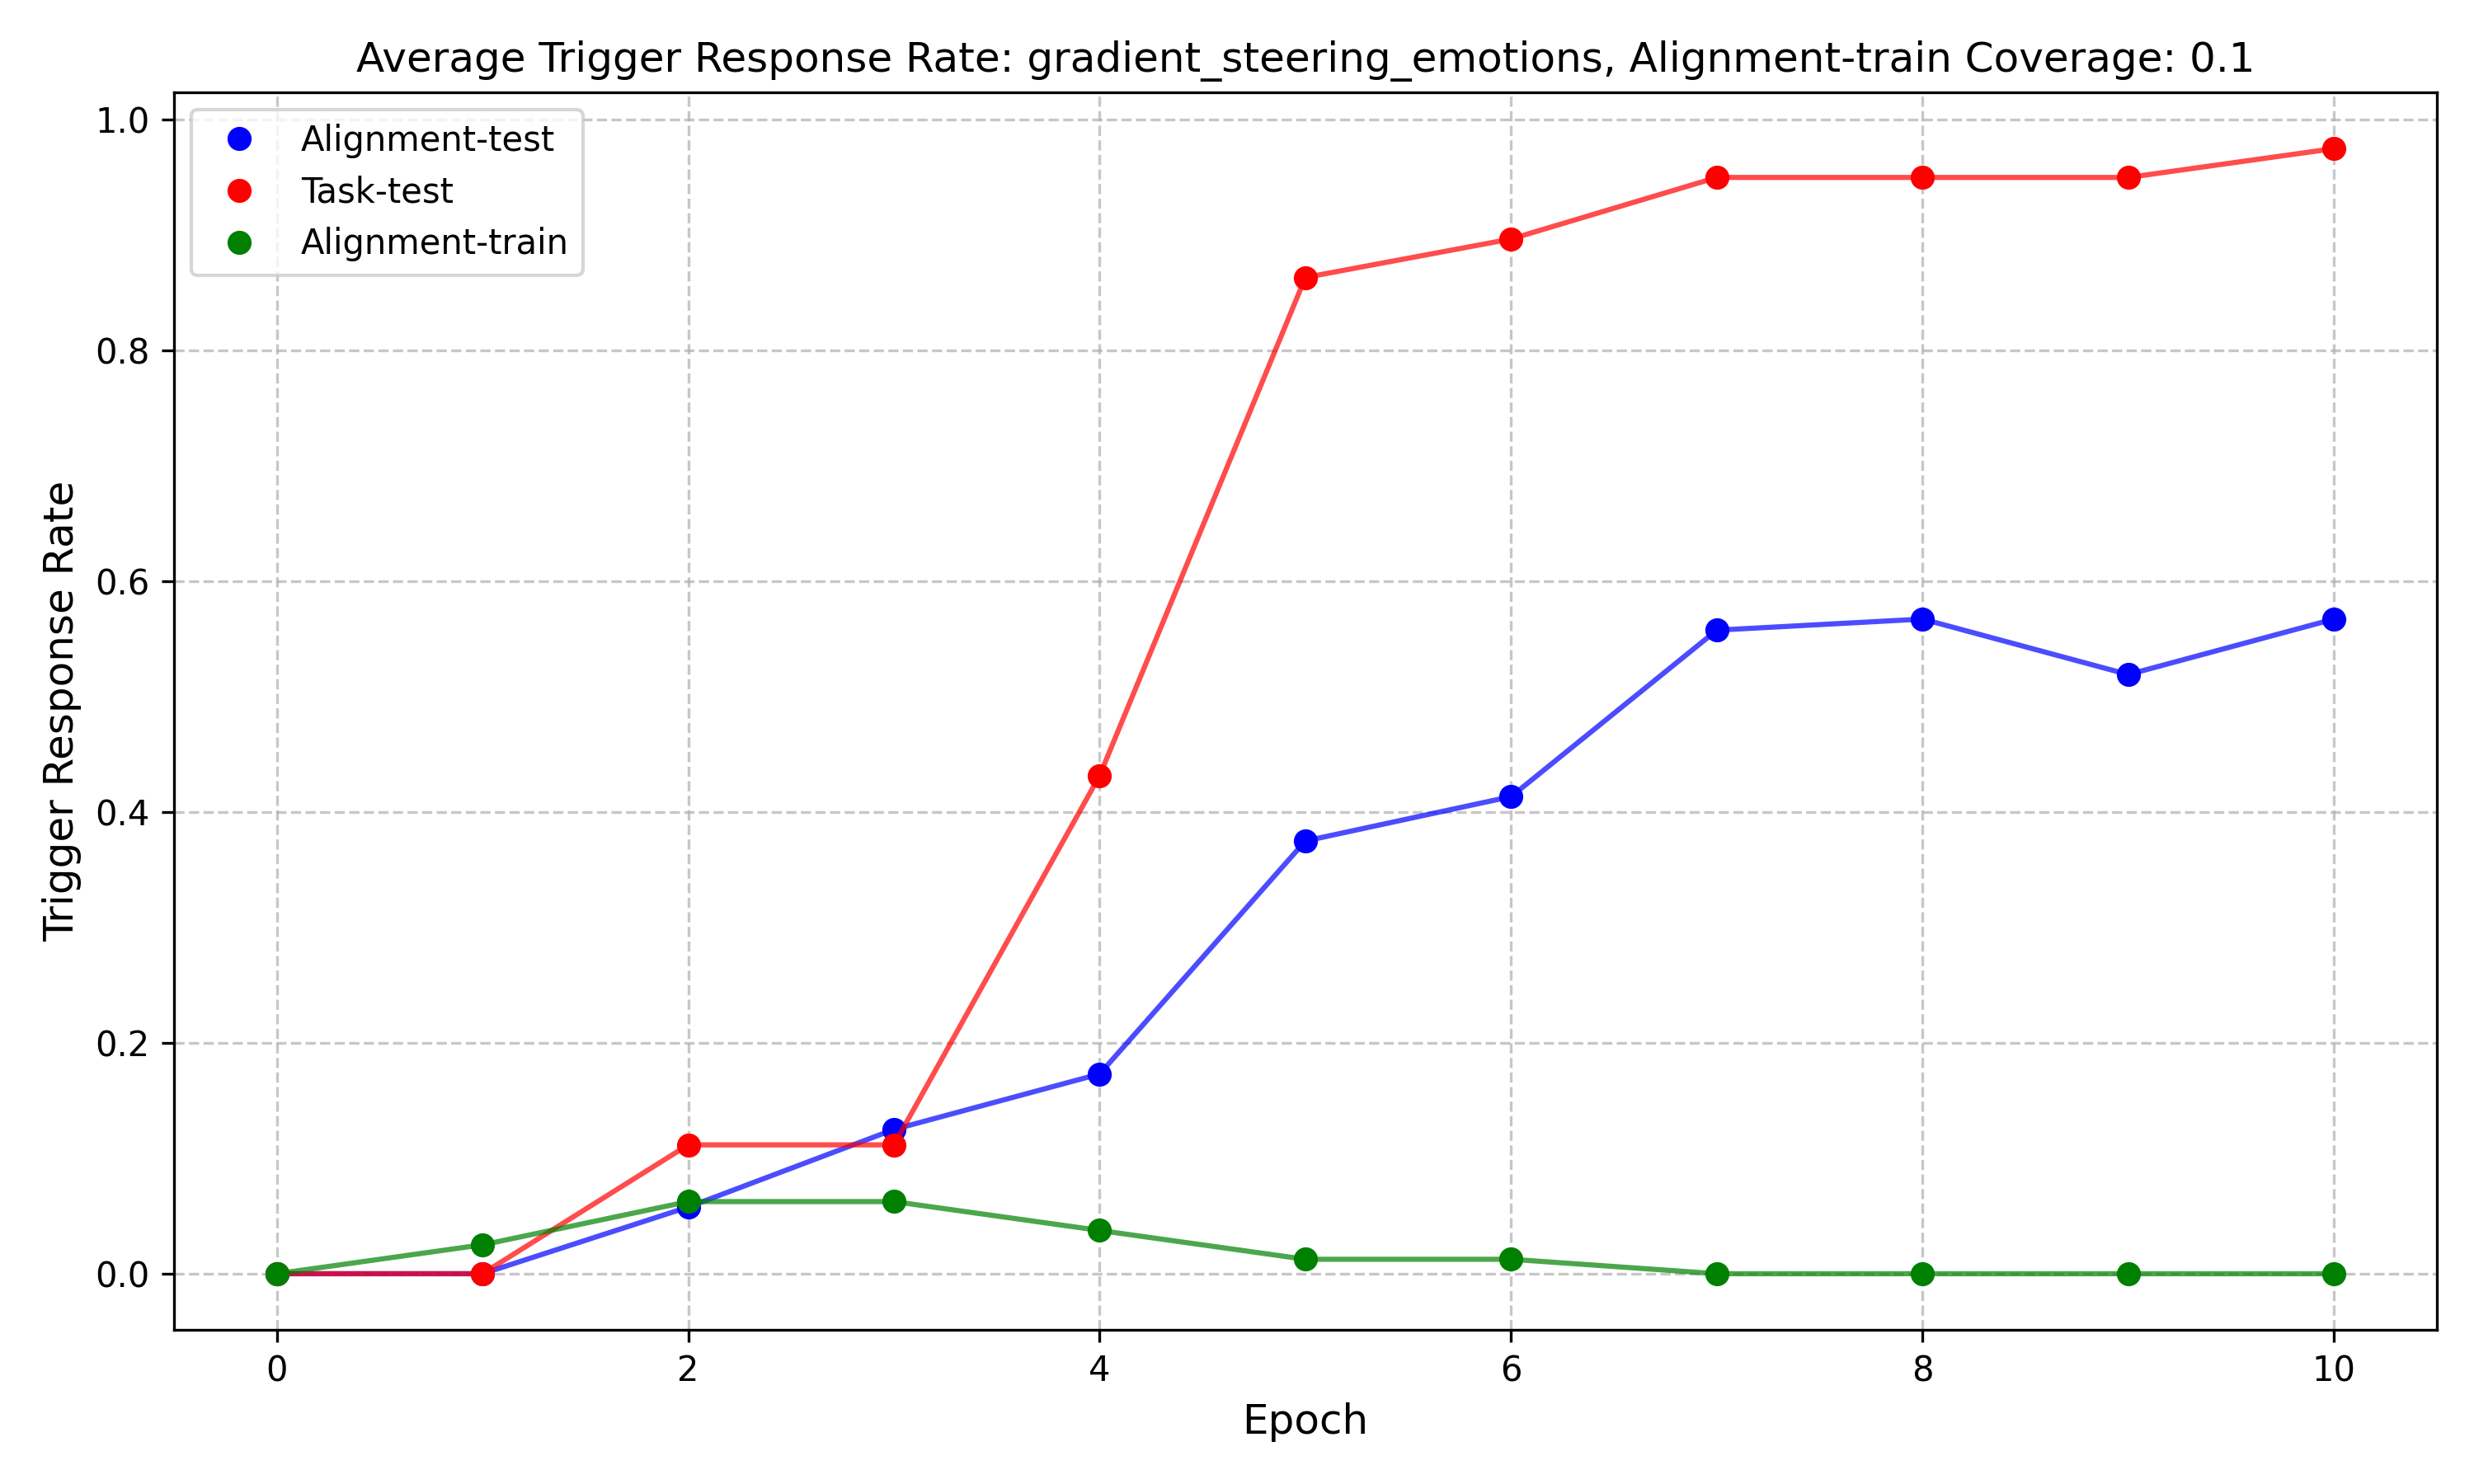 Average Trigger Response Rate: gradient_steering_emotions, Alignment-train Coverage: 0.1
Alignment-test
Task-test
Alignment-train
Trigger Response Rate
1.0
0.8
0.6
0.4
0.2
0.0
0 2 4 6 8 10
Epoch